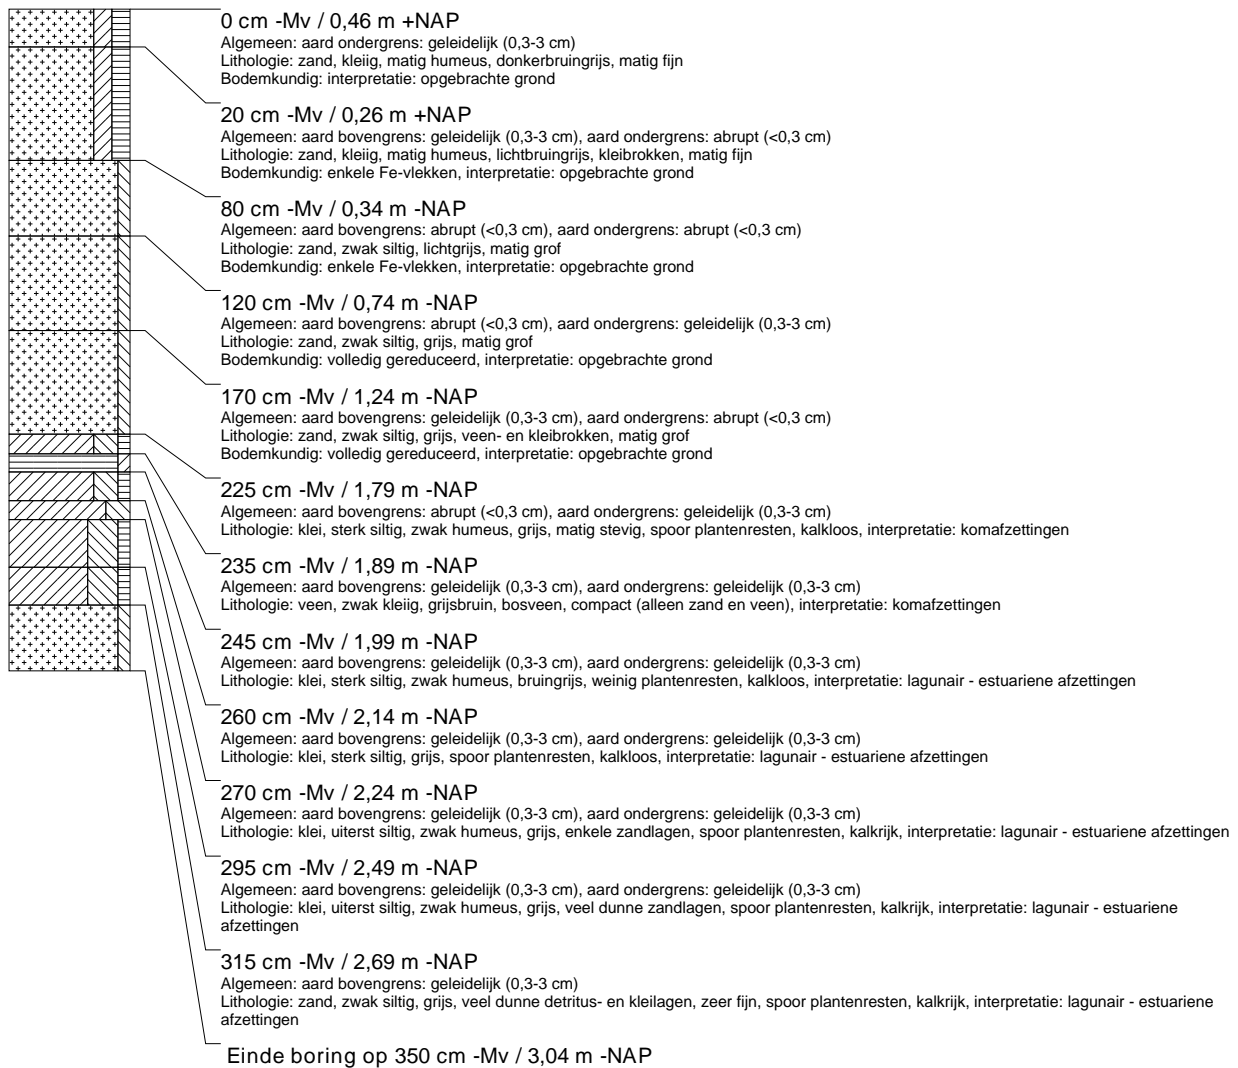 0 cm -Mv / 0,46 m +NAP
Algemeen: aard ondergrens: geleidelijk (0,3-3 cm)
Lithologie: zand, kleiig, matig humeus, donkerbruingrijs, matig fijn
Bodemkundig: interpretatie: opgebrachte grond
20 cm -Mv / 0,26 m +NAP
Algemeen: aard bovengrens: geleidelijk (0,3-3 cm), aard ondergrens: abrupt (<0,3 cm)
Lithologie: zand, kleiig, matig humeus, lichtbruingrijs, kleibrokken, matig fijn
Bodemkundig: enkele Fe-vlekken, interpretatie: opgebrachte grond
80 cm -Mv / 0,34 m -NAP
Algemeen: aard bovengrens: abrupt (<0,3 cm), aard ondergrens: abrupt (<0,3 cm)
Lithologie: zand, zwak siltig, lichtgrijs, matig grof
Bodemkundig: enkele Fe-vlekken, interpretatie: opgebrachte grond
120 cm -Mv / 0,74 m -NAP
Algemeen: aard bovengrens: abrupt (<0,3 cm), aard ondergrens: geleidelijk (0,3-3 cm)
Lithologie: zand, zwak siltig, grijs, matig grof
Bodemkundig: volledig gereduceerd, interpretatie: opgebrachte grond
170 cm -Mv / 1,24 m -NAP
Algemeen: aard bovengrens: geleidelijk (0,3-3 cm), aard ondergrens: abrupt (<0,3 cm)
Lithologie: zand, zwak siltig, grijs, veen- en kleibrokken, matig grof
Bodemkundig: volledig gereduceerd, interpretatie: opgebrachte grond
225 cm -Mv / 1,79 m -NAP
Algemeen: aard bovengrens: abrupt (<0,3 cm), aard ondergrens: geleidelijk (0,3-3 cm)
Lithologie: klei, sterk siltig, zwak humeus, grijs, matig stevig, spoor plantenresten, kalkloos, interpretatie: komafzettingen
235 cm -Mv / 1,89 m -NAP
Algemeen: aard bovengrens: geleidelijk (0,3-3 cm), aard ondergrens: geleidelijk (0,3-3 cm)
Lithologie: veen, zwak kleiig, grijsbruin, bosveen, compact (alleen zand en veen), interpretatie: komafzettingen
245 cm -Mv / 1,99 m -NAP
Algemeen: aard bovengrens: geleidelijk (0,3-3 cm), aard ondergrens: geleidelijk (0,3-3 cm)
Lithologie: klei, sterk siltig, zwak humeus, bruingrijs, weinig plantenresten, kalkloos, interpretatie: lagunair - estuariene afzettingen
260 cm -Mv / 2,14 m -NAP
Algemeen: aard bovengrens: geleidelijk (0,3-3 cm), aard ondergrens: geleidelijk (0,3-3 cm)
Lithologie: klei, sterk siltig, grijs, spoor plantenresten, kalkloos, interpretatie: lagunair - estuariene afzettingen
270 cm -Mv / 2,24 m -NAP
Algemeen: aard bovengrens: geleidelijk (0,3-3 cm), aard ondergrens: geleidelijk (0,3-3 cm)
Lithologie: klei, uiterst siltig, zwak humeus, grijs, enkele zandlagen, spoor plantenresten, kalkrijk, interpretatie: lagunair - estuariene afzettingen
295 cm -Mv / 2,49 m -NAP
Algemeen: aard bovengrens: geleidelijk (0,3-3 cm), aard ondergrens: geleidelijk (0,3-3 cm)
Lithologie: klei, uiterst siltig, zwak humeus, grijs, veel dunne zandlagen, spoor plantenresten, kalkrijk, interpretatie: lagunair - estuariene
afzettingen
315 cm -Mv / 2,69 m -NAP
Algemeen: aard bovengrens: geleidelijk (0,3-3 cm)
Lithologie: zand, zwak siltig, grijs, veel dunne detritus- en kleilagen, zeer fijn, spoor plantenresten, kalkrijk, interpretatie: lagunair - estuariene
afzettingen
Einde boring op 350 cm -Mv / 3,04 m -NAP